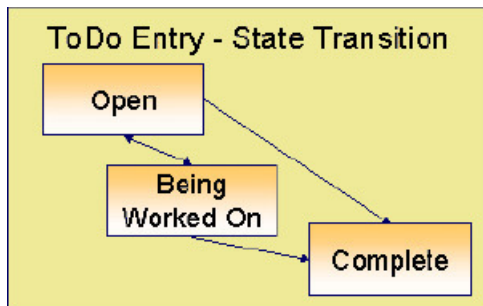 ToDo Entry - State Transition
Open
Being
Worked On
Complete